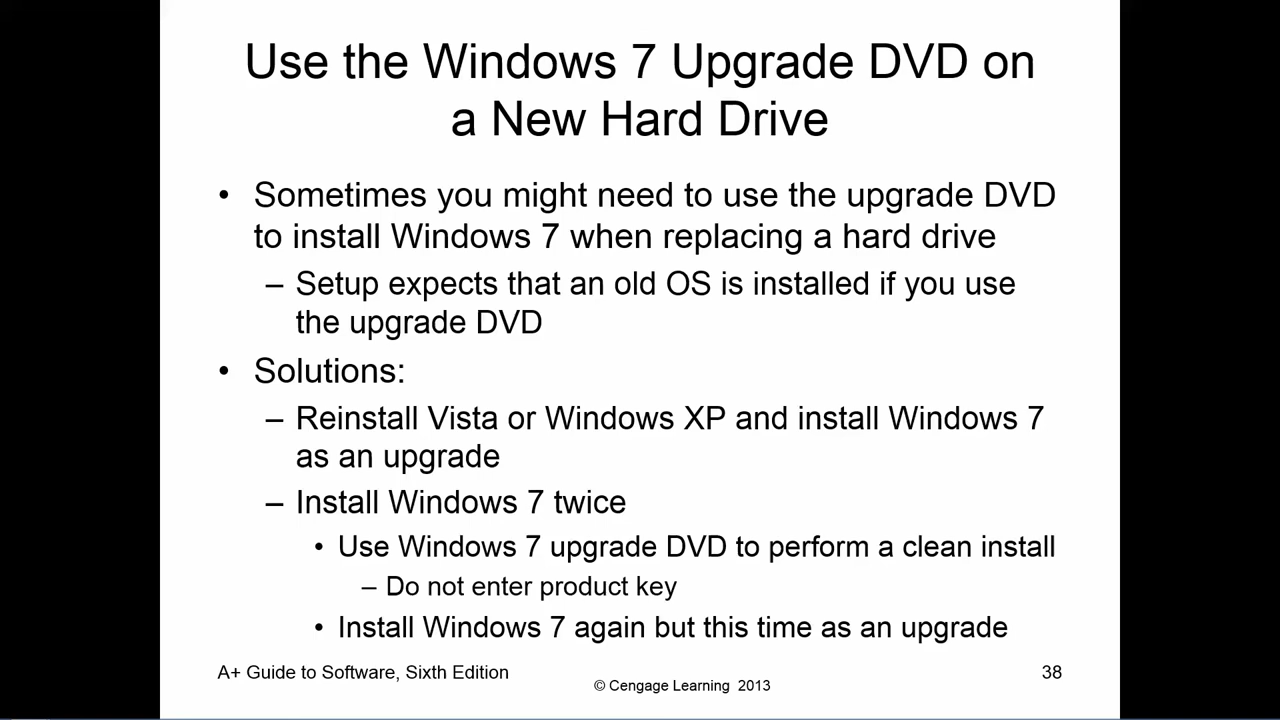 Use the Windows 7 Upgrade DVD on
a New Hard Drive
• Sometimes you might need to use the upgrade DVD
to install Windows 7 when replacing a hard drive
– Setup expects that an old OS is installed if you use
the upgrade DVD
• Solutions:
– Reinstall Vista or Windows XP and install Windows 7
as an upgrade
– Install Windows 7 twice
• Use Windows 7 upgrade DVD to perform a clean install
– Do not enter product key
• Install Windows 7 again but this time as an upgrade
A+ Guide to Software, Sixth Edition
© Cengage Learning 2013
38